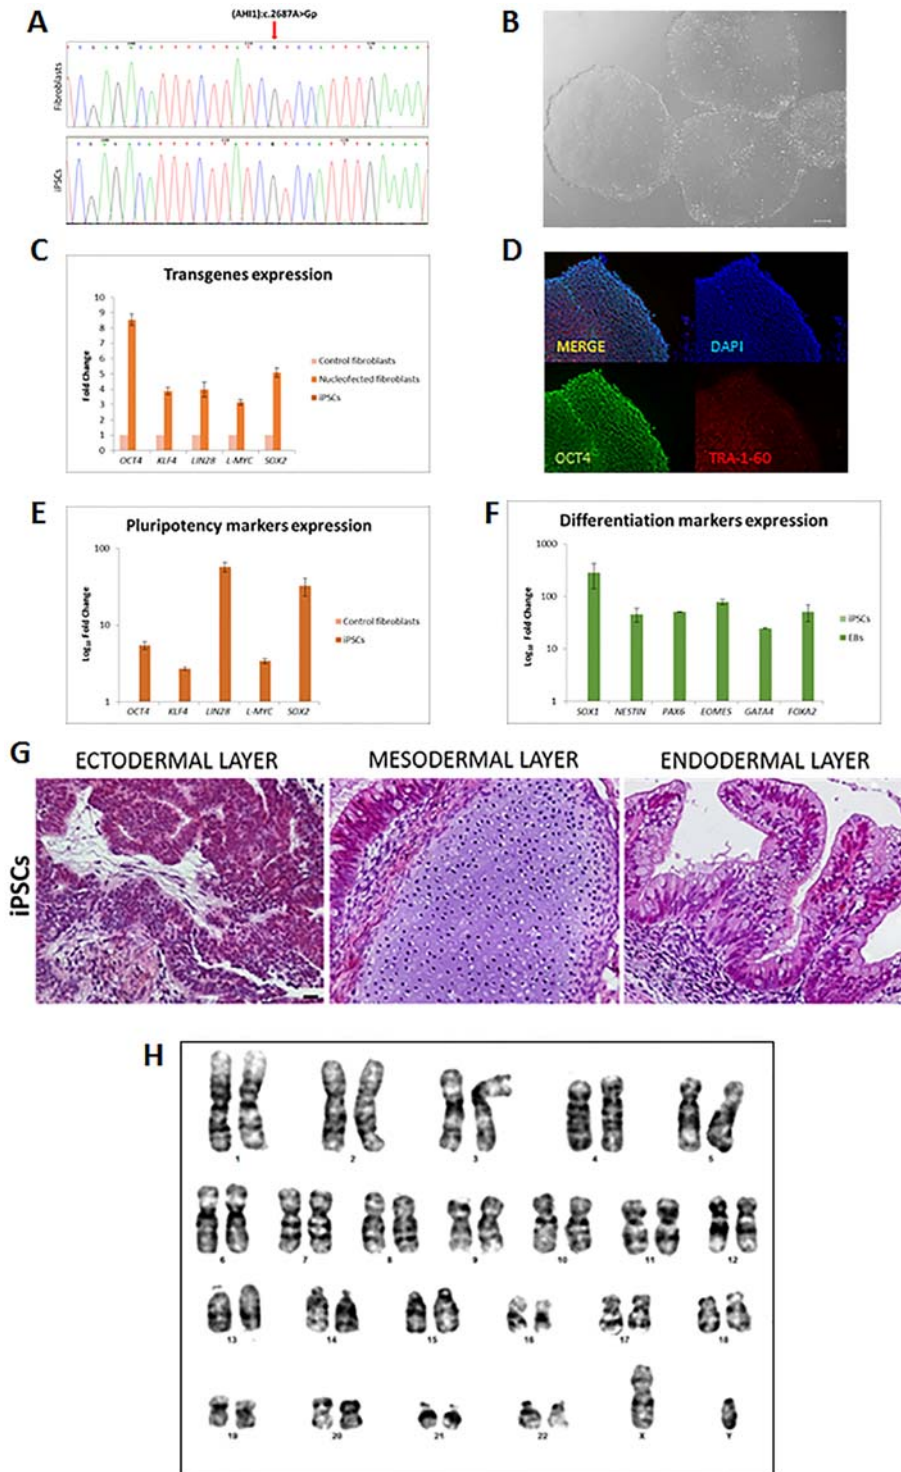 A
(AHI1):c.2687A>Gp
Fibroblasts
iPSCs
B
C
Transgenes expression
Fold Change
10
9
8
7
6
5
4
3
2
1
0
OCT4 KLF4 LIN28 L-MYC SOX2
Control fibroblasts
Nucleofected fibroblasts
iPSCs
D
MERGE
DAPI
OCT4
TRA-1-60
E
Pluripotency markers expression
Log₁₀ Fold Change
100
10
1
OCT4 KLF4 LIN28 L-MYC SOX2
Control fibroblasts
iPSCs
F
Differentiation markers expression
Log₁₀ Fold Change
1000
100
10
1
SOX1 NESTIN PAX6 EOMES GATA4 FOXA2
iPSCs
EBs
G
ECTODERMAL LAYER MESODERMAL LAYER ENDODERMAL LAYER
iPSCs
H
1 2 3 4 5
6 7 8 9 10 11 12
13 14 15 16 17 18
19 20 21 22 X Y